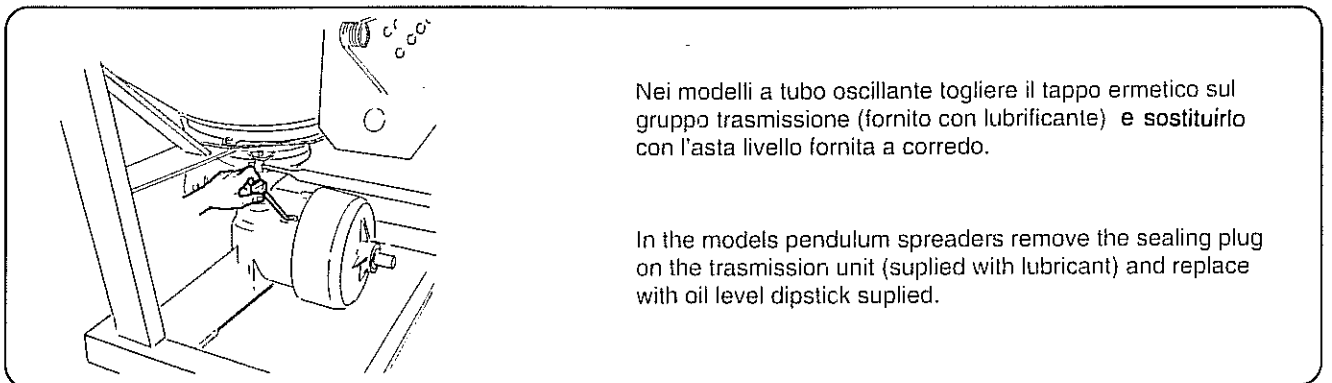 Nei modelli a tubo oscillante togliere il tappo ermetico sul
gruppo trasmissione (fornito con lubrificante) e sostituirlo
con l'asta livello fornita a corredo.
In the models pendulum spreaders remove the sealing plug
on the trasmission unit (suplied with lubricant) and replace
with oil level dipstick suplied.